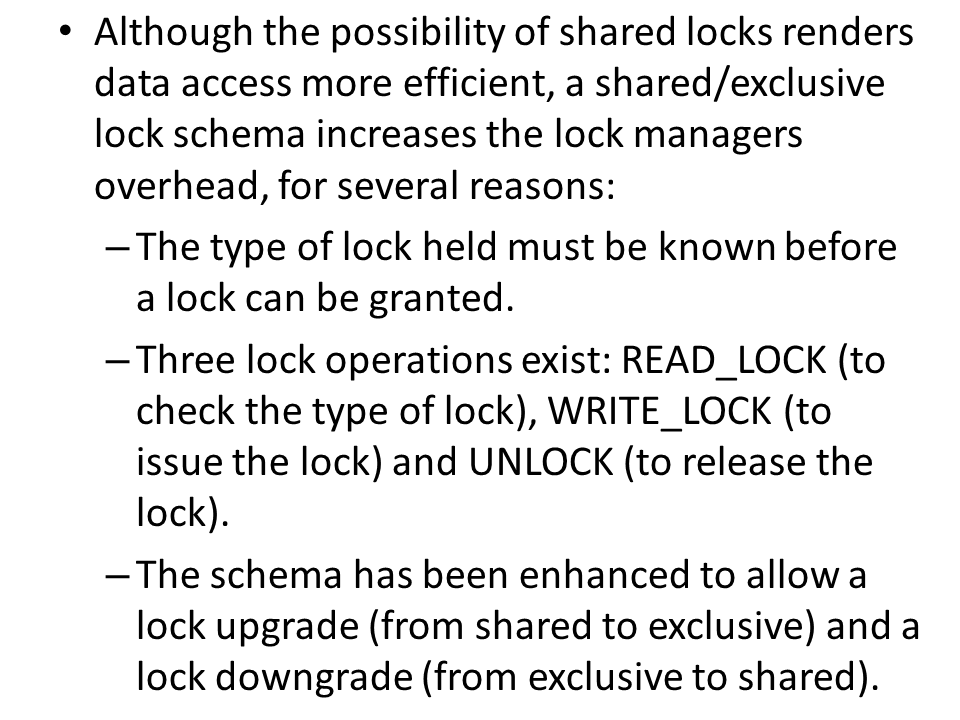 • Although the possibility of shared locks renders
data access more efficient, a shared/exclusive
lock schema increases the lock managers
overhead, for several reasons:
– The type of lock held must be known before
a lock can be granted.
– Three lock operations exist: READ_LOCK (to
check the type of lock), WRITE_LOCK (to
issue the lock) and UNLOCK (to release the
lock).
– The schema has been enhanced to allow a
lock upgrade (from shared to exclusive) and a
lock downgrade (from exclusive to shared).